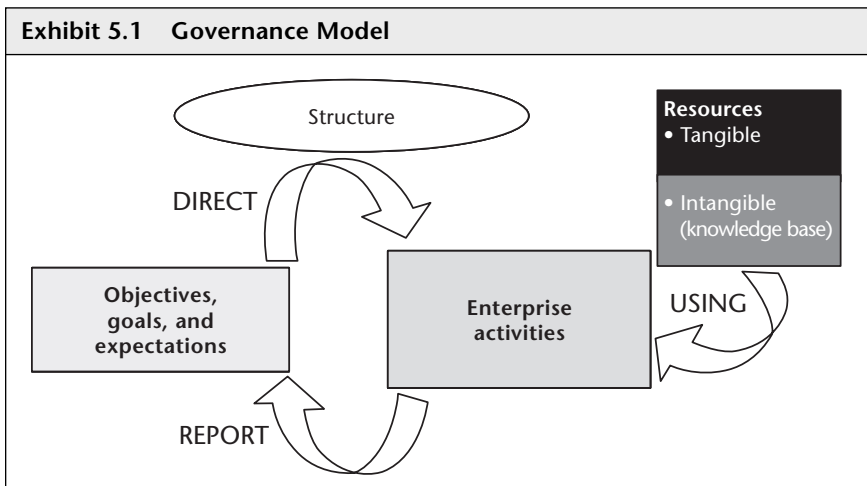 Exhibit 5.1 Governance Model
Structure
Resources
• Tangible
• Intangible
(knowledge base)
DIRECT
Objectives,
goals, and
expectations
Enterprise
activities
USING
REPORT